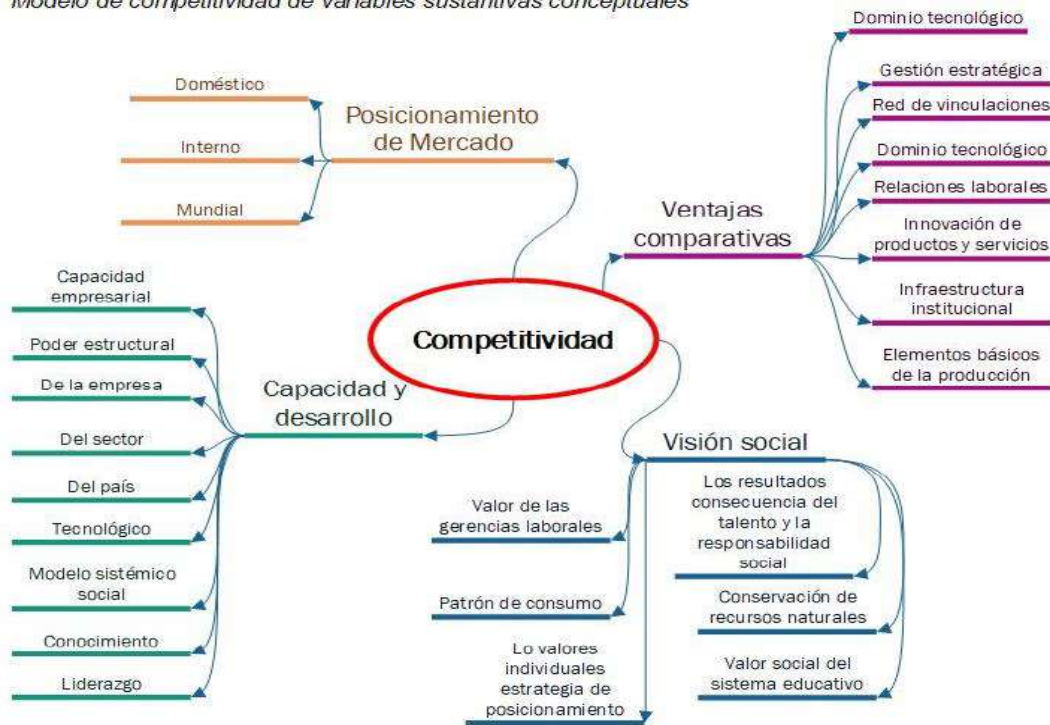 Modelo de competitividad de variables sustantivas conceptuales
Doméstico
Interno
Mundial
Posicionamiento
de Mercado
Dominio tecnológico
Gestión estratégica
Red de vinculaciones
Dominio tecnológico
Relaciones laborales
Innovación de
productos y servicios
Infraestructura
institucional
Elementos básicos
de la producción
Ventajas
comparativas
Competitividad
Capacidad
empresarial
Poder estructural
De la empresa
Del sector
Del país
Tecnológico
Modelo sistémico
social
Conocimiento
Liderazgo
Capacidad y
desarrollo
Visión social
Valor de las
gerencias laborales
Patrón de consumo
Lo valores
individuales
estrategia de
posicionamiento
Los resultados
consecuencia del
talento y la
responsabilidad
social
Conservación de
recursos naturales
Valor social del
sistema educativo